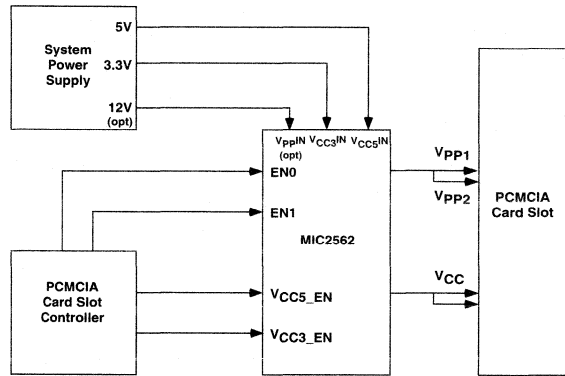 System
Power
Supply
5V
3.3V
12V
(opt)
VPPIN
(opt)
VCC3IN
VCC5IN
EN0
EN1
MIC2562
VCC5_EN
VCC3_EN
VPP1
VPP2
VCC
PCMCIA
Card Slot
PCMCIA
Card Slot
Controller